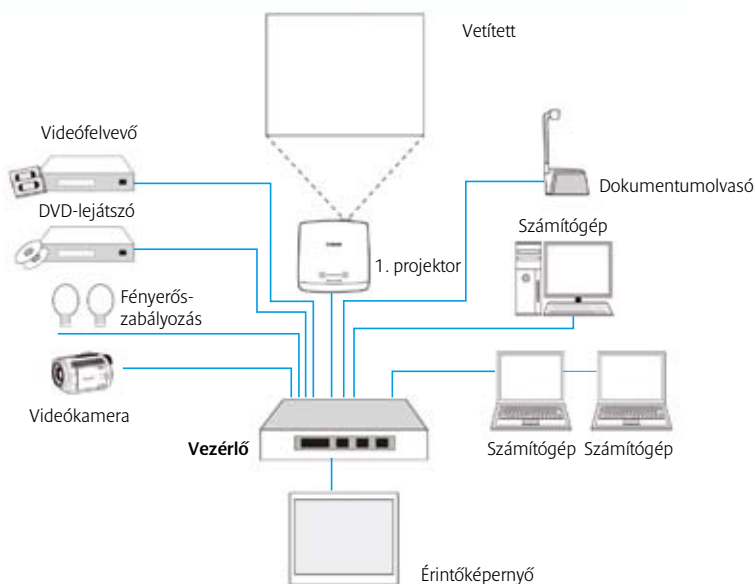 Vetített
Videófelvevő
Dokumentumolvasó
DVD-lejátszó
Számítógép
1. projektor
Fényerős-
zabályozás
Videókamera
Vezérlő
Számítógép
Számítógép
Érintőképernyő